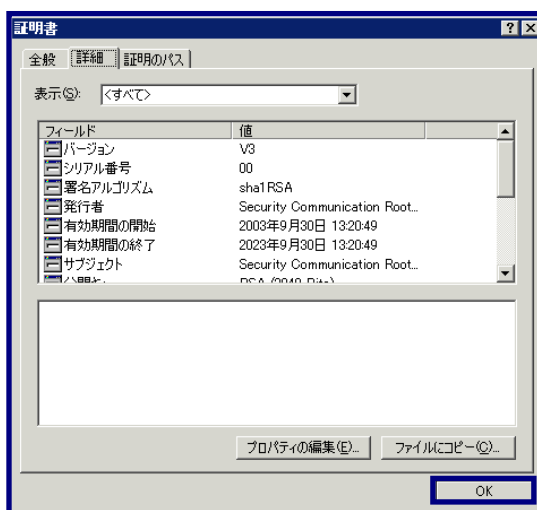 証明書
全般 詳細 証明のパス
表示(S): <すべて>
フィールド 値
バージョン V3
シリアル番号 00
署名アルゴリズム sha1RSA
発行者 Security Communication Root...
有効期間の開始 2003年9月30日 13:20:49
有効期間の終了 2023年9月30日 13:20:49
サブジェクト Security Communication Root...
RSA (2048 Bits)
プロパティの編集(E)... ファイルにコピー(C)...
OK